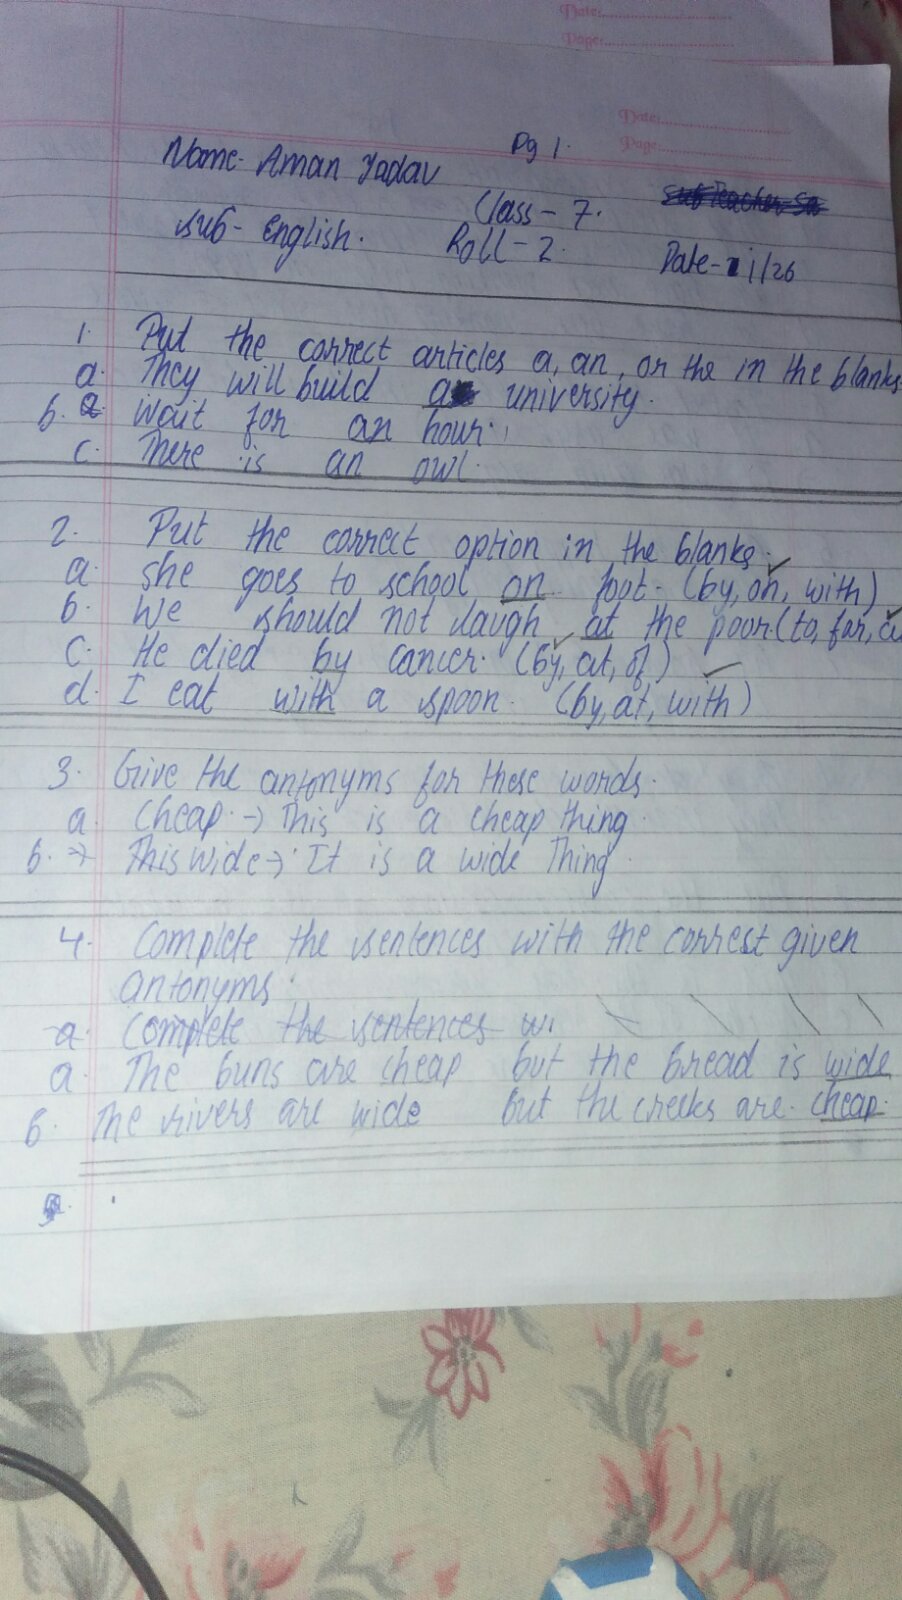 Date:
Page:
Date:
Page:
Pg 1.
Name- Aman Yadav
Class - 7.
Sub- English.
Roll - 2.
Date- 1/26
1. Put the correct articles a, an, or the in the blanks
a. They will build a university.
b. Wait for an hour.
c. There is an owl.
2. Put the correct option in the blanks.
a. She goes to school on foot. (by, on, with)
b. We should not laugh at the poor (to, for,
c. He died by cancer. (by, at, of)
d. I eat with a spoon. (by, at, with)
3. Give the antonyms for these words.
a. Cheap. → This is a cheap thing.
b. → This wide → It is a wide Thing.
4. Complete the sentences with the correst given
antonyms.
a. Complete the sentences wi
a. The buns are cheap but the bread is wide
b. The rivers are wide but the creeks are. cheap.